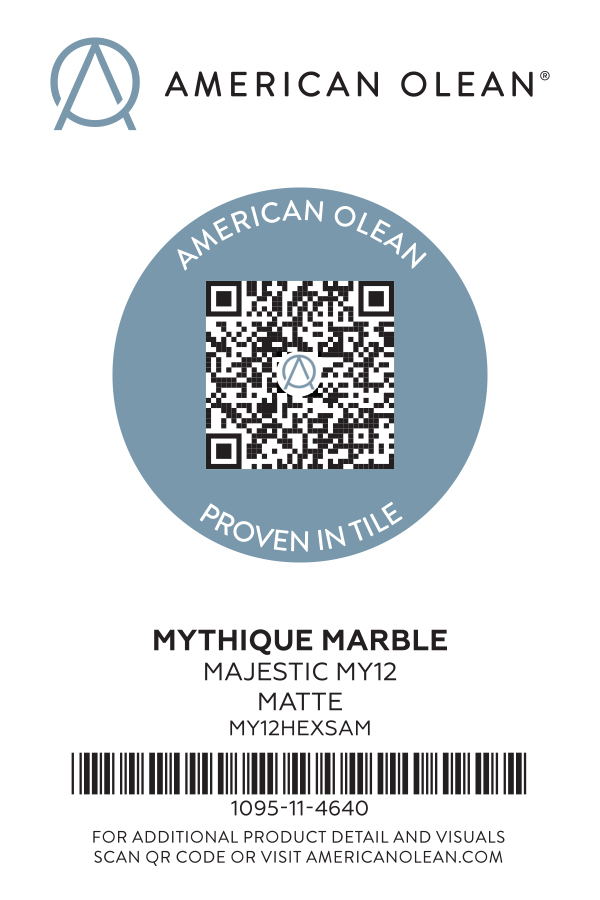 AMERICAN OLEAN®
AMERICAN OLEAN
PROVEN IN TILE
MYTHIQUE MARBLE
MAJESTIC MY12
MATTE
MY12HEXSAM
1095-11-4640
FOR ADDITIONAL PRODUCT DETAIL AND VISUALS
SCAN QR CODE OR VISIT AMERICANOLEAN.COM